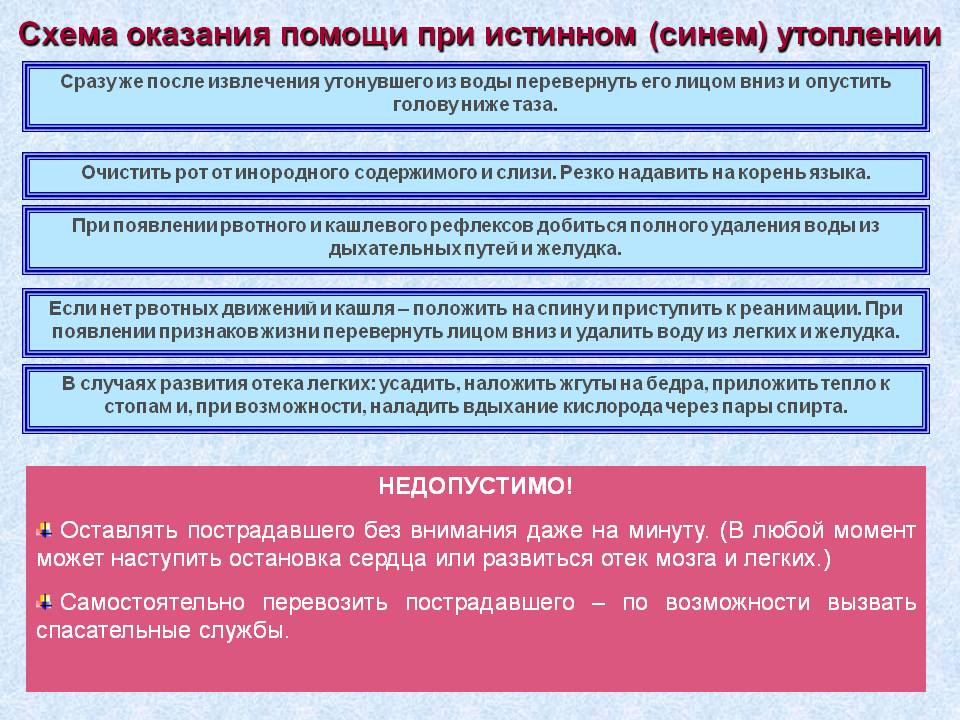 Схема оказания помощи при истинном (синем) утоплении
Сразу же после извлечения утонувшего из воды перевернуть его лицом вниз и опустить
голову ниже таза.
Очистить рот от инородного содержимого и слизи. Резко надавить на корень языка.
При появлении рвотного и кашлевого рефлексов добиться полного удаления воды из
дыхательных путей и желудка.
Если нет рвотных движений и кашля – положить на спину и приступить к реанимации. При
появлении признаков жизни перевернуть лицом вниз и удалить воду из легких и желудка.
В случаях развития отека легких: усадить, наложить жгуты на бедра, приложить тепло к
стопам и, при возможности, наладить вдыхание кислорода через пары спирта.
НЕДОПУСТИМО!
Оставлять пострадавшего без внимания даже на минуту. (В любой момент
может наступить остановка сердца или развиться отек мозга и легких.)
Самостоятельно перевозить пострадавшего – по возможности вызвать
спасательные службы.